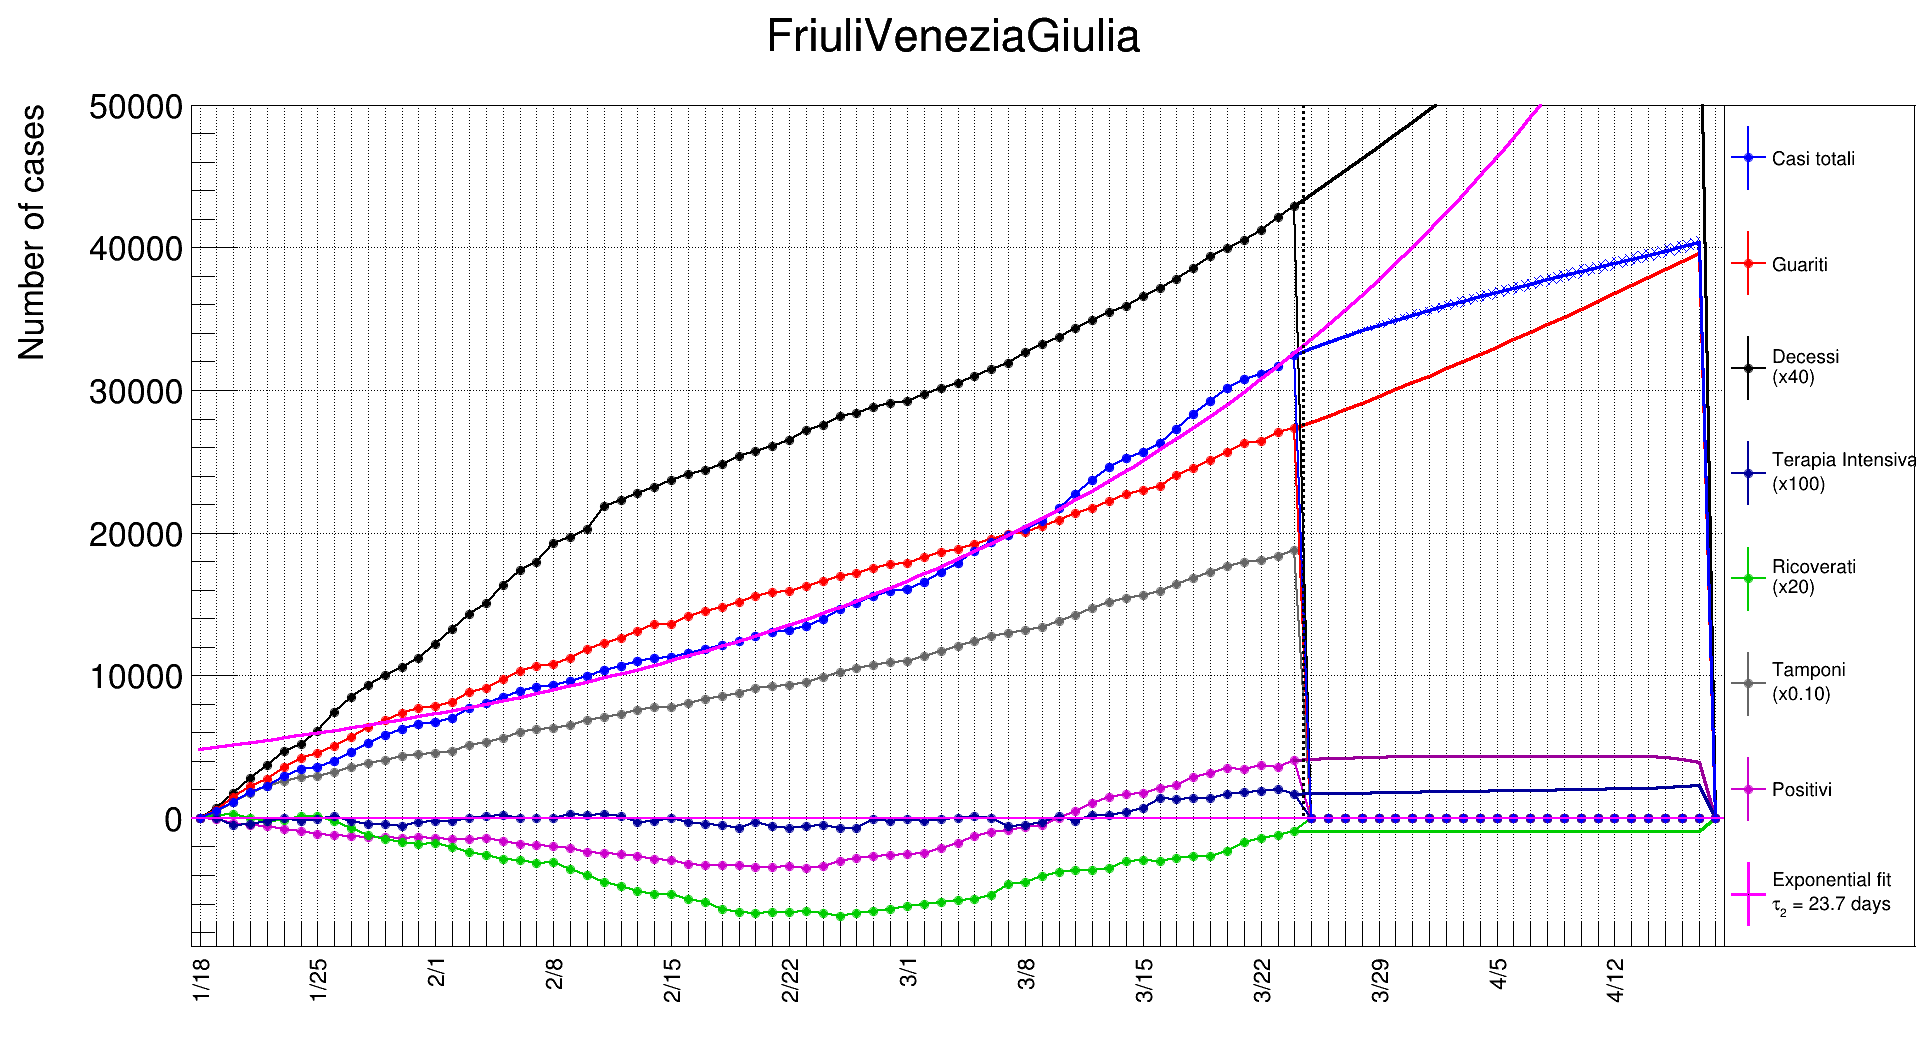 FriuliVeneziaGiulia
Number of cases
50000
40000
30000
20000
10000
0
1/18
1/25
2/1
2/8
2/15
2/22
3/1
3/8
3/15
3/22
3/29
4/5
4/12
Casi totali
Guariti
Decessi
(x40)
Terapia Intensiva
(x100)
Ricoverati
(x20)
Tamponi
(x0.10)
Positivi
Exponential fit
τ2 = 23.7 days